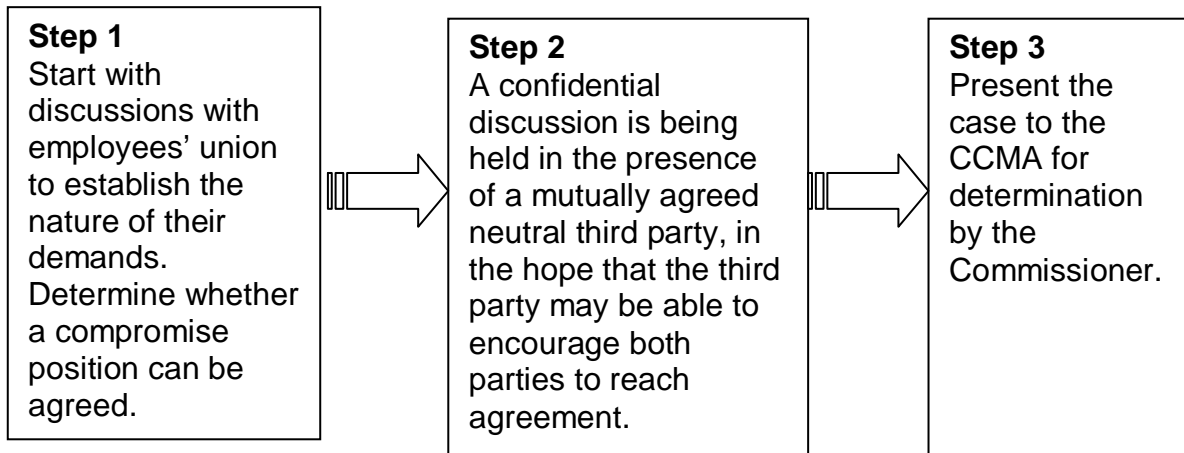 Step 1
Start with
discussions with
employees’ union
to establish the
nature of their
demands.
Determine whether
a compromise
position can be
agreed.
Step 2
A confidential
discussion is being
held in the presence
of a mutually agreed
neutral third party, in
the hope that the third
party may be able to
encourage both
parties to reach
agreement.
Step 3
Present the
case to the
CCMA for
determination
by the
Commissioner.